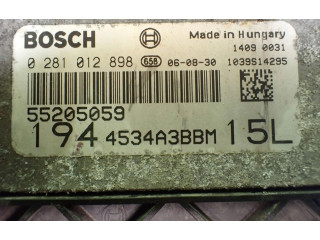 BOSCH Made in Hungary
1409 0031
0 281 012 898 658 06-08-30 1039S14295
55205059
194 4534A3BBM 15L